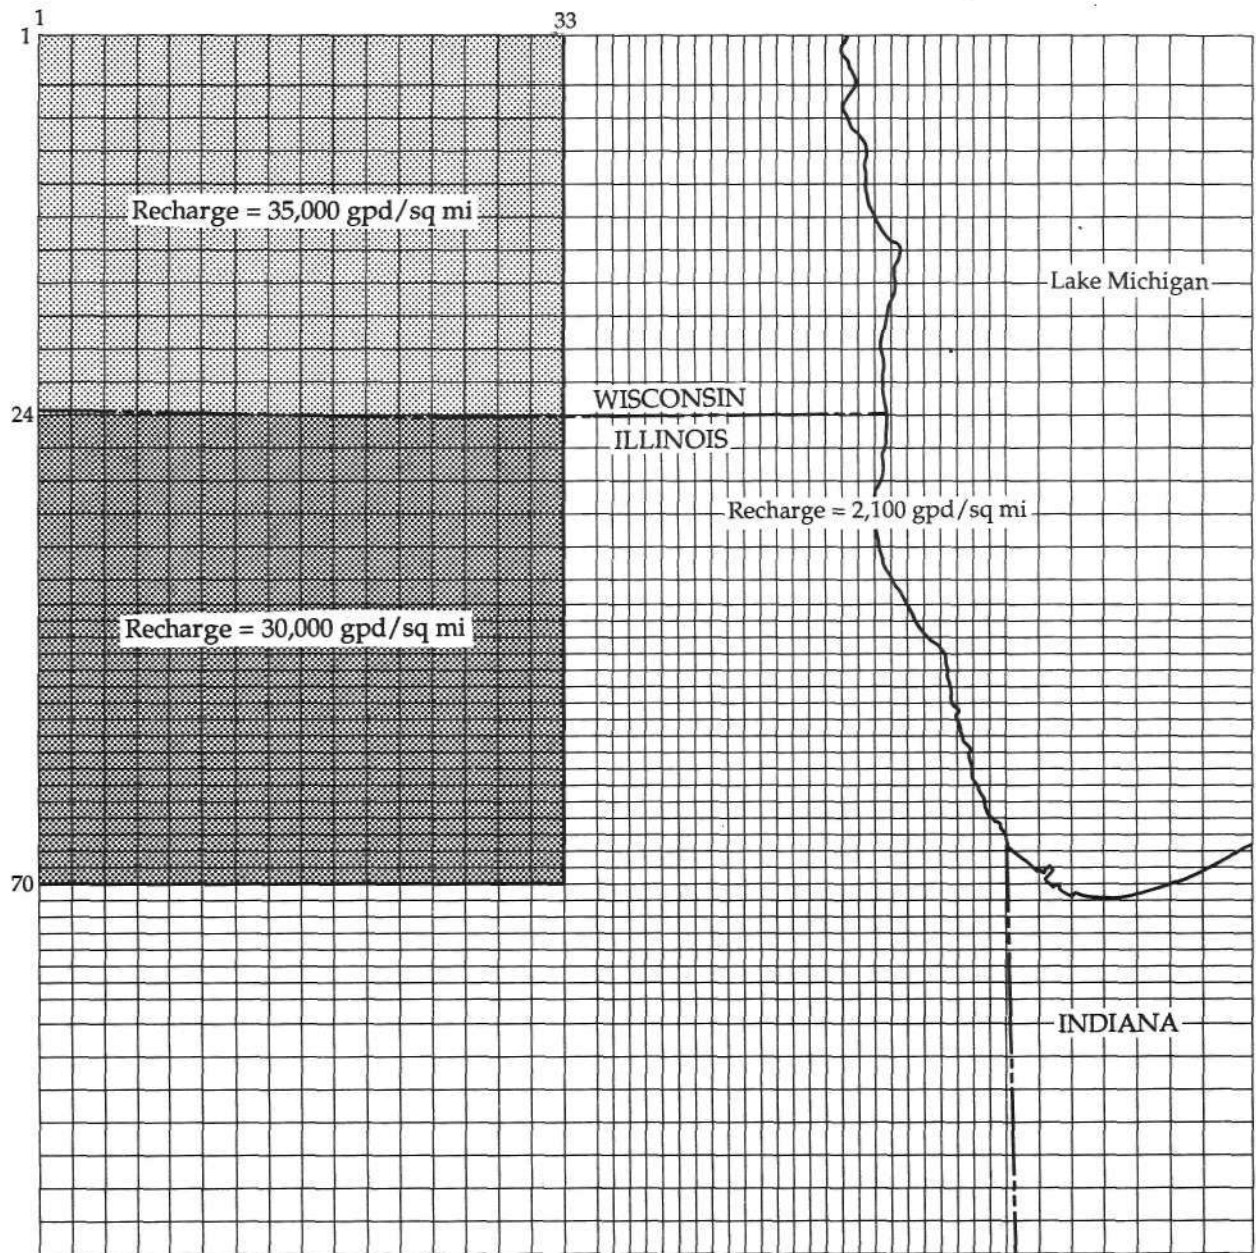 1
33
1
Recharge = 35,000 gpd/sq mi
Lake Michigan
WISCONSIN
24
ILLINOIS
Recharge = 2,100 gpd/sq mi
Recharge = 30,000 gpd/sq mi
70
INDIANA